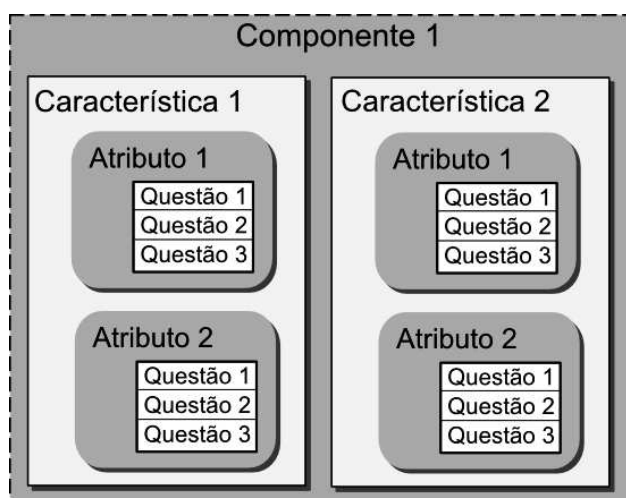 Componente 1
Característica 1
Atributo 1
Questão 1
Questão 2
Questão 3
Atributo 2
Questão 1
Questão 2
Questão 3
Característica 2
Atributo 1
Questão 1
Questão 2
Questão 3
Atributo 2
Questão 1
Questão 2
Questão 3